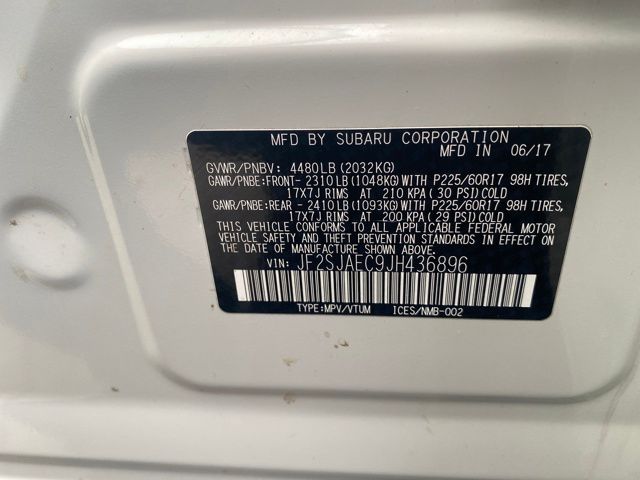 MFD BY SUBARU CORPORATION
MFD IN 06/17
GVWR/PNBV: 4480LB(2032KG)
GAWR/PNBE:FRONT- 2310LB(1048KG)WITH P225/60R17 98H TIRES,
17X7J RIMS AT 210 KPA(30 PSI)COLD
GAWR/PNBE:REAR - 2410LB(1093KG)WITH P225/60R17 98H TIRES,
17X7J RIMS AT 200 KPA(29 PSI)COLD
THIS VEHICLE CONFORMS TO ALL APPLICABLE FEDERAL MOTOR
VEHICLE SAFETY AND THEFT PREVENTION STANDARDS IN EFFECT ON
THE DATE OF MANUFACTURE SHOWN ABOVE.
VIN: JF2SJAEC9JH436896
TYPE:MPV/VTUM ICES/NMB-002